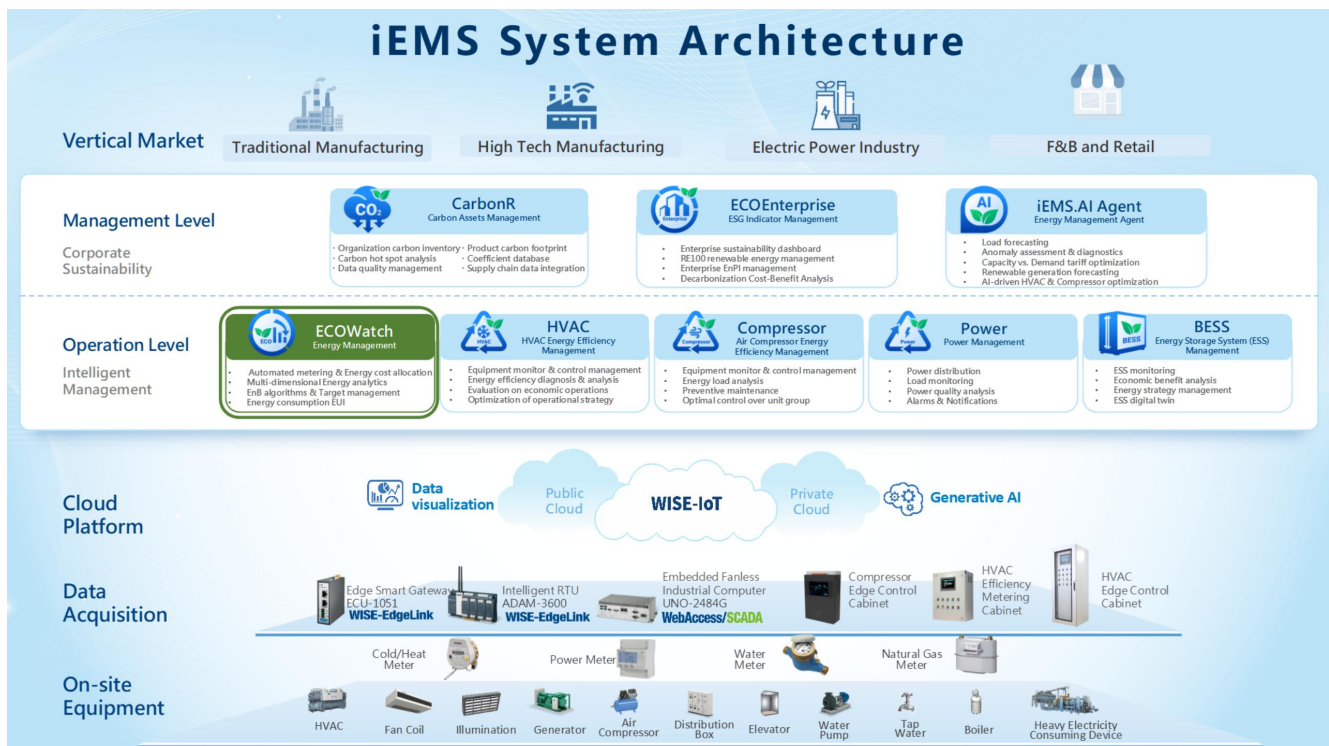 iEMS System Architecture
Vertical Market
Traditional Manufacturing
High Tech Manufacturing
Electric Power Industry
F&B and Retail
Management Level
Corporate
Sustainability
CO₂
CarbonR
Carbon Assets Management
· Organization carbon inventory
· Carbon hot spot analysis
· Data quality management
· Product carbon footprint
· Coefficient database
· Supply chain data integration
Enterprise
ECOEnterprise
ESG Indicator Management
• Enterprise sustainability dashboard
• RE100 renewable energy management
• Enterprise EnPI management
• Decarbonization Cost-Benefit Analysis
AI
iEMS.AI Agent
Energy Management Agent
• Load forecasting
• Anomaly assessment & diagnostics
• Capacity vs. Demand tariff optimization
• Renewable generation forecasting
• AI-driven HVAC & Compressor optimization
Operation Level
Intelligent
Management
ECO
ECOWatch
Energy Management
• Automated metering & Energy cost allocation
• Multi-dimensional Energy analytics
• EnB algorithms & Target management
• Energy consumption EUI
HVAC
HVAC
HVAC Energy Efficiency
Management
• Equipment monitor & control management
• Energy efficiency diagnosis & analysis
• Evaluation on economic operations
• Optimization of operational strategy
Compressor
Compressor
Air Compressor Energy
Efficiency Management
• Equipment monitor & control management
• Energy load analysis
• Preventive maintenance
• Optimal control over unit group
Power
Power
Power Management
• Power distribution
• Load monitoring
• Power quality analysis
• Alarms & Notifications
BESS
BESS
Energy Storage System (ESS)
Management
• ESS monitoring
• Economic benefit analysis
• Energy strategy management
• ESS digital twin
Cloud
Platform
Data
visualization
Public
Cloud
WISE-IoT
Private
Cloud
Generative AI
Data
Acquisition
Edge Smart Gateway
ECU-1051
WISE-EdgeLink
Intelligent RTU
ADAM-3600
WISE-EdgeLink
Embedded Fanless
Industrial Computer
UNO-2484G
WebAccess/SCADA
Compressor
Edge Control
Cabinet
HVAC
Efficiency
Metering
Cabinet
HVAC
Edge Control
Cabinet
On-site
Equipment
Cold/Heat
Meter
Power Meter
Water
Meter
Natural Gas
Meter
HVAC
Fan Coil
Illumination
Generator
Air
Compressor
Distribution
Box
Elevator
Water
Pump
Tap
Water
Boiler
Heavy Electricity
Consuming Device